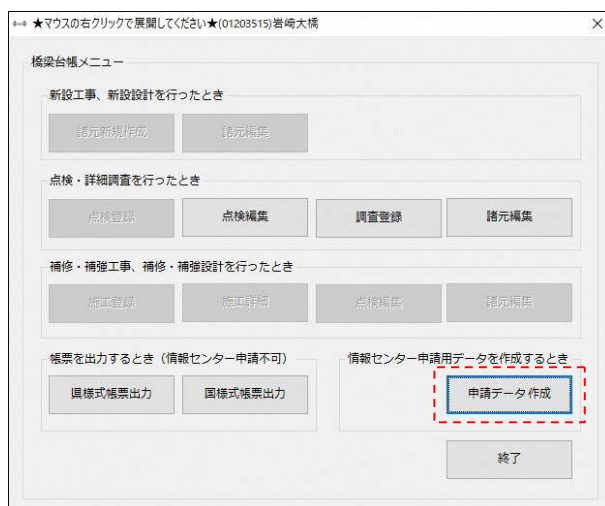 ★マウスの右クリックで展開してください★(01203515)岩崎大橋
橋梁台帳メニュー
新設工事、新設設計を行ったとき
諸元新規作成 諸元編集
点検・詳細調査を行ったとき
点検登録 点検編集 調査登録 諸元編集
補修・補強工事、補修・補強設計を行ったとき
施工登録 施工詳細 点検編集 諸元編集
帳票を出力するとき（情報センター申請不可） 情報センター申請用データを作成するとき
県様式帳票出力 国様式帳票出力 申請データ作成
終了